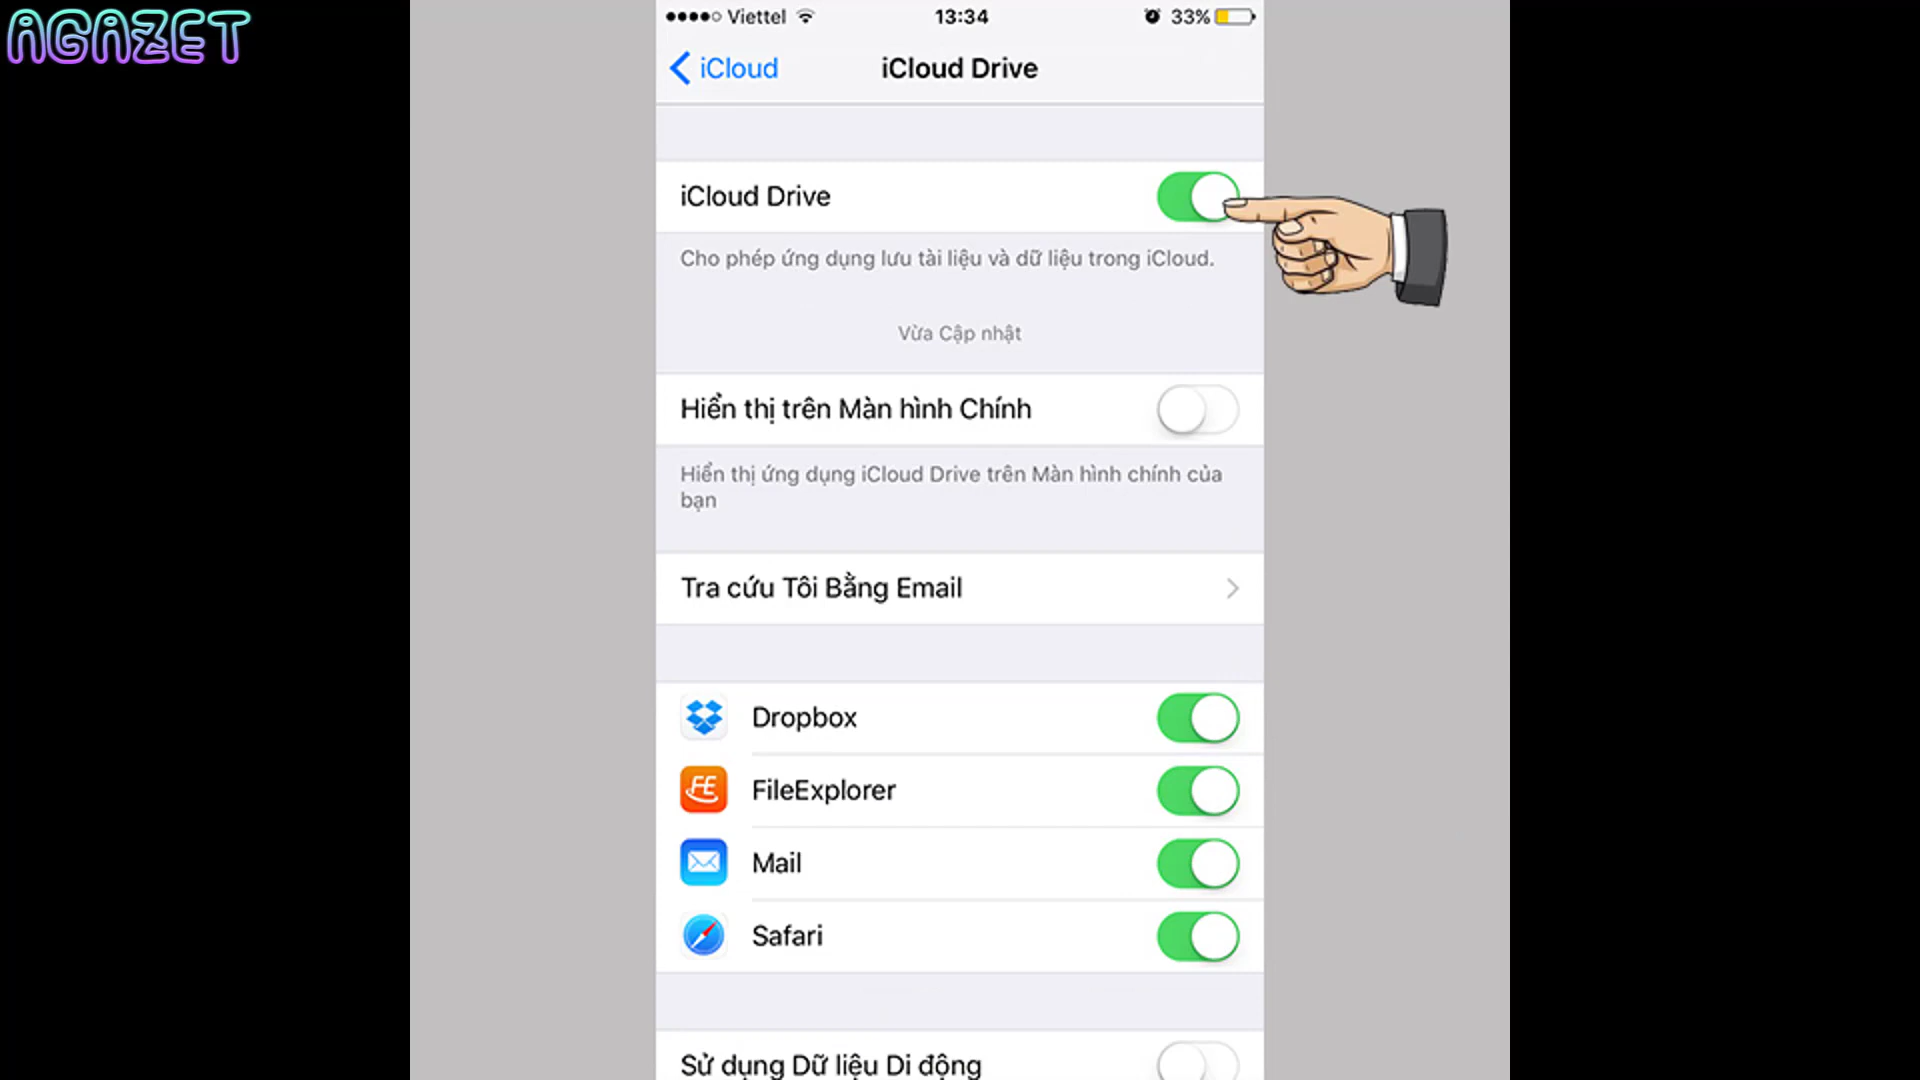 AGAZET
Viettel 13:34 33%
iCloud iCloud Drive
iCloud Drive
Cho phép ứng dụng lưu tài liệu và dữ liệu trong iCloud.
Vừa Cập nhật
Hiển thị trên Màn hình Chính
Hiển thị ứng dụng iCloud Drive trên Màn hình chính của
bạn
Tra cứu Tôi Bằng Email
Dropbox
FE FileExplorer
Mail
Safari
Sử dụng Dữ liệu Di động